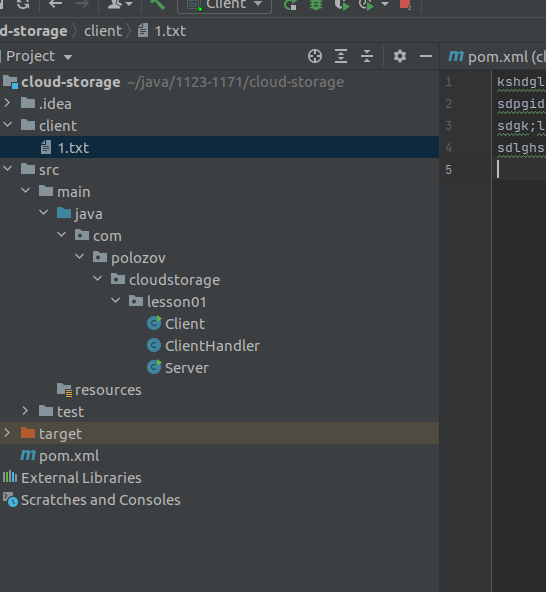 Client
d-storage client 1.txt
Project
pom.xml (cl
cloud-storage ~/java/1123-1171/cloud-storage
.idea
client
1.txt
src
main
java
com
polozov
cloudstorage
lesson01
Client
ClientHandler
Server
resources
test
target
pom.xml
External Libraries
Scratches and Consoles
1 kshdgl
2 sdpgid
3 sdgk;l
4 sdlghs
5